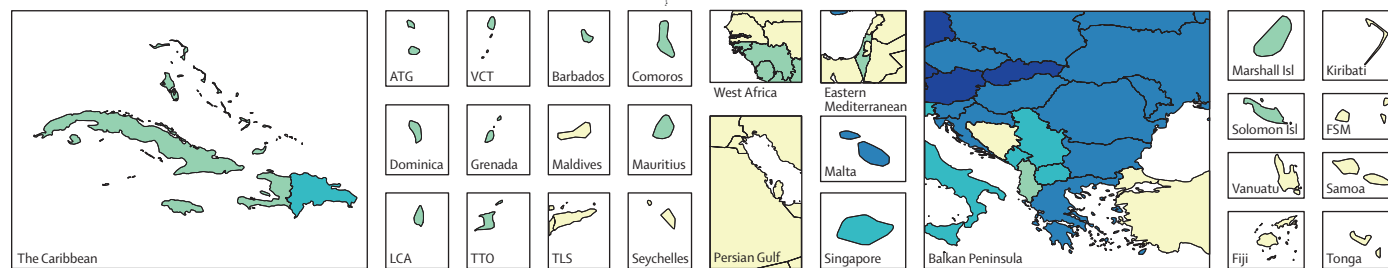 The Caribbean
ATG
VCT
Barbados
Comoros
Dominica
Grenada
Maldives
Mauritius
LCA
TTO
TLS
Seychelles
West Africa
Eastern
Mediterranean
Persian Gulf
Malta
Singapore
Balkan Peninsula
Marshall Isl
Kiribati
Solomon Isl
FSM
Vanuatu
Samoa
Fiji
Tonga